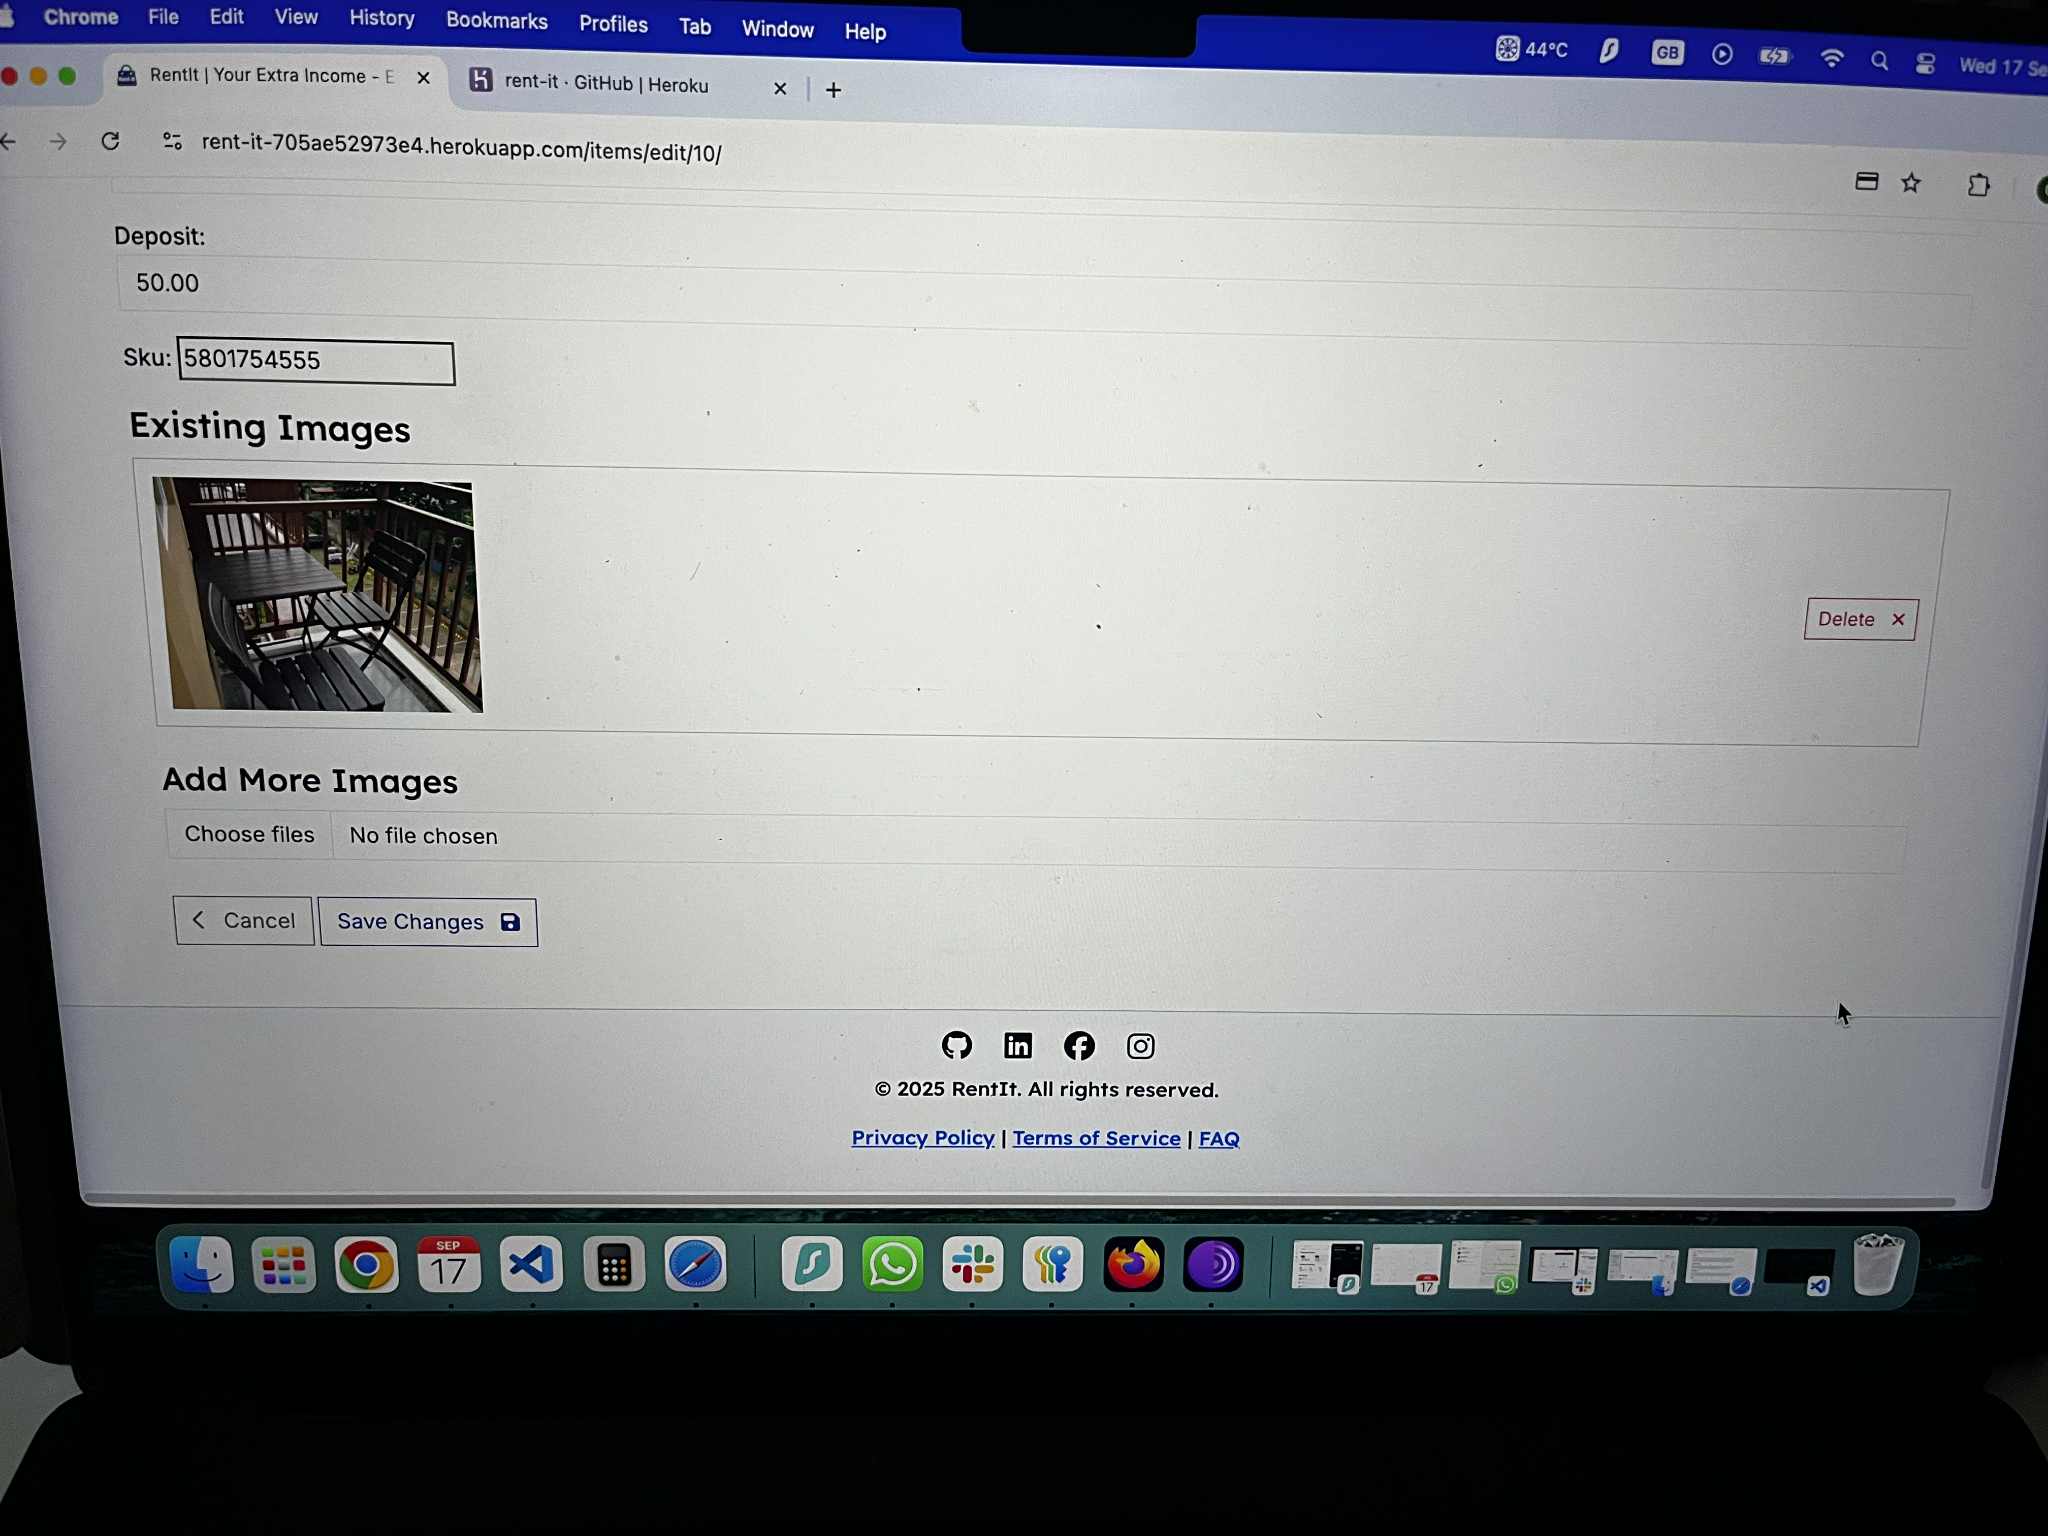 Chrome File Edit View History Bookmarks Profiles Tab Window Help 44°C GB Wed 17 Se
RentIt | Your Extra Income - E
rent-it · GitHub | Heroku
rent-it-705ae52973e4.herokuapp.com/items/edit/10/
Deposit:
50.00
Sku: 5801754555
Existing Images
Delete
Add More Images
Choose files No file chosen
Cancel Save Changes
© 2025 RentIt. All rights reserved.
Privacy Policy | Terms of Service | FAQ
SEP
17
17